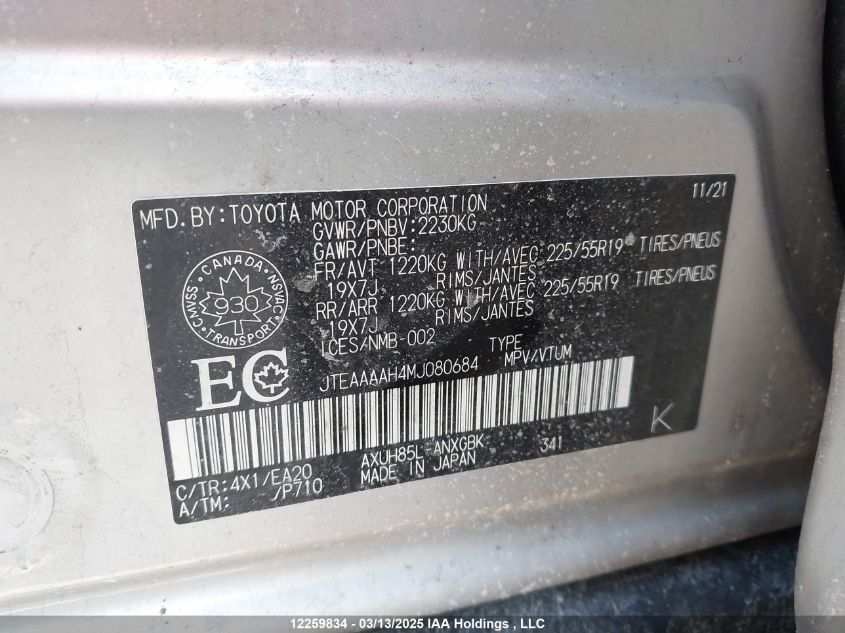 11/21
MFD.BY:TOYOTA MOTOR CORPORATION
GVWR/PNBV:2230KG
GAWR/PNBE:
FR/AVT 1220KG WITH/AVEC 225/55R19 TIRES/PNEUS
19X7J RIMS/JANTES
RR/ARR 1220KG WITH/AVEC 225/55R19 TIRES/PNEUS
19X7J RIMS/JANTES
ICES/NMB-002 TYPE
JTEAAAAH4MJ080684 MPV/VTUM
CANADA
CMVSS NSVAC
930
TRANSPORT
EC
K
AXUH85L-ANXGBK 341
C/TR:4X1/EA20 MADE IN JAPAN
A/TM: /P710
12259834 - 03/13/2025 IAA Holdings, LLC